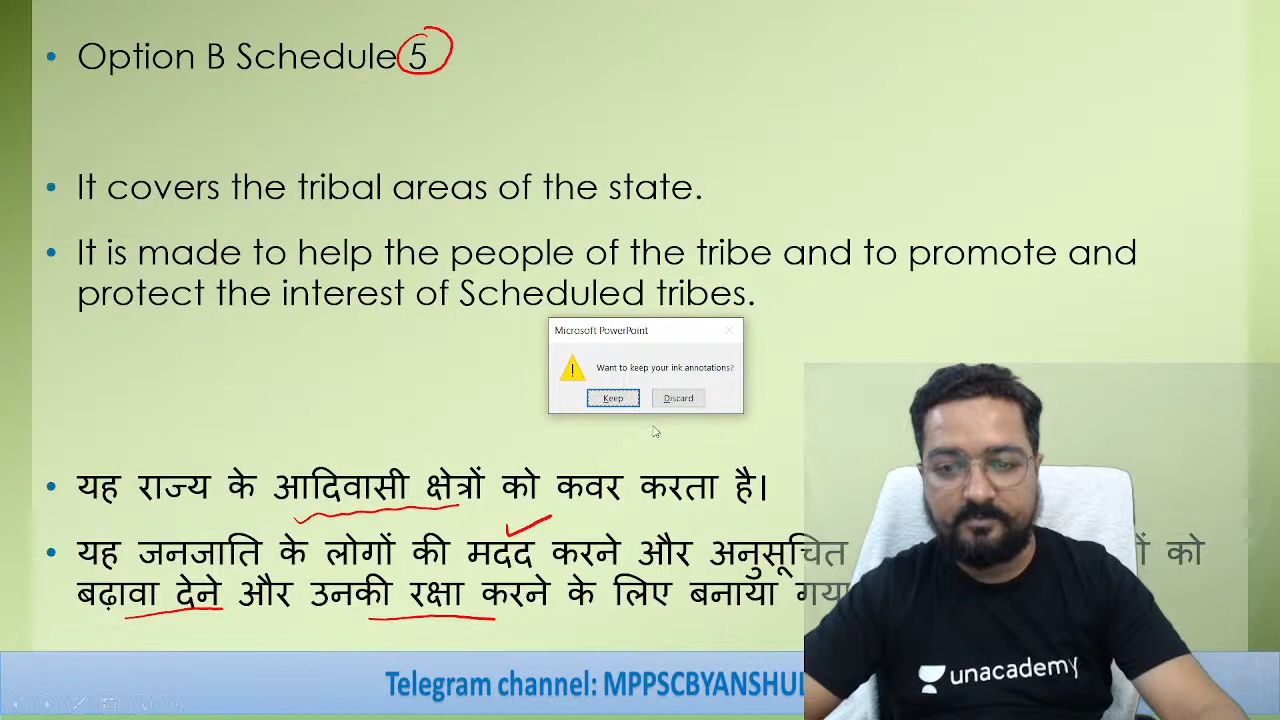 • Option B Schedule 5
• It covers the tribal areas of the state.
• It is made to help the people of the tribe and to promote and
protect the interest of Scheduled tribes.
Microsoft PowerPoint
Want to keep your ink annotations?
Keep
Discard
• यह राज्य के आदिवासी क्षेत्रों को कवर करता है।
• यह जनजाति के लोगों की मदद करने और अनुसूचित को
बढ़ावा देने और उनकी रक्षा करने के लिए बनाया गया
unacademy
Telegram channel: MPPSCBYANSHUL